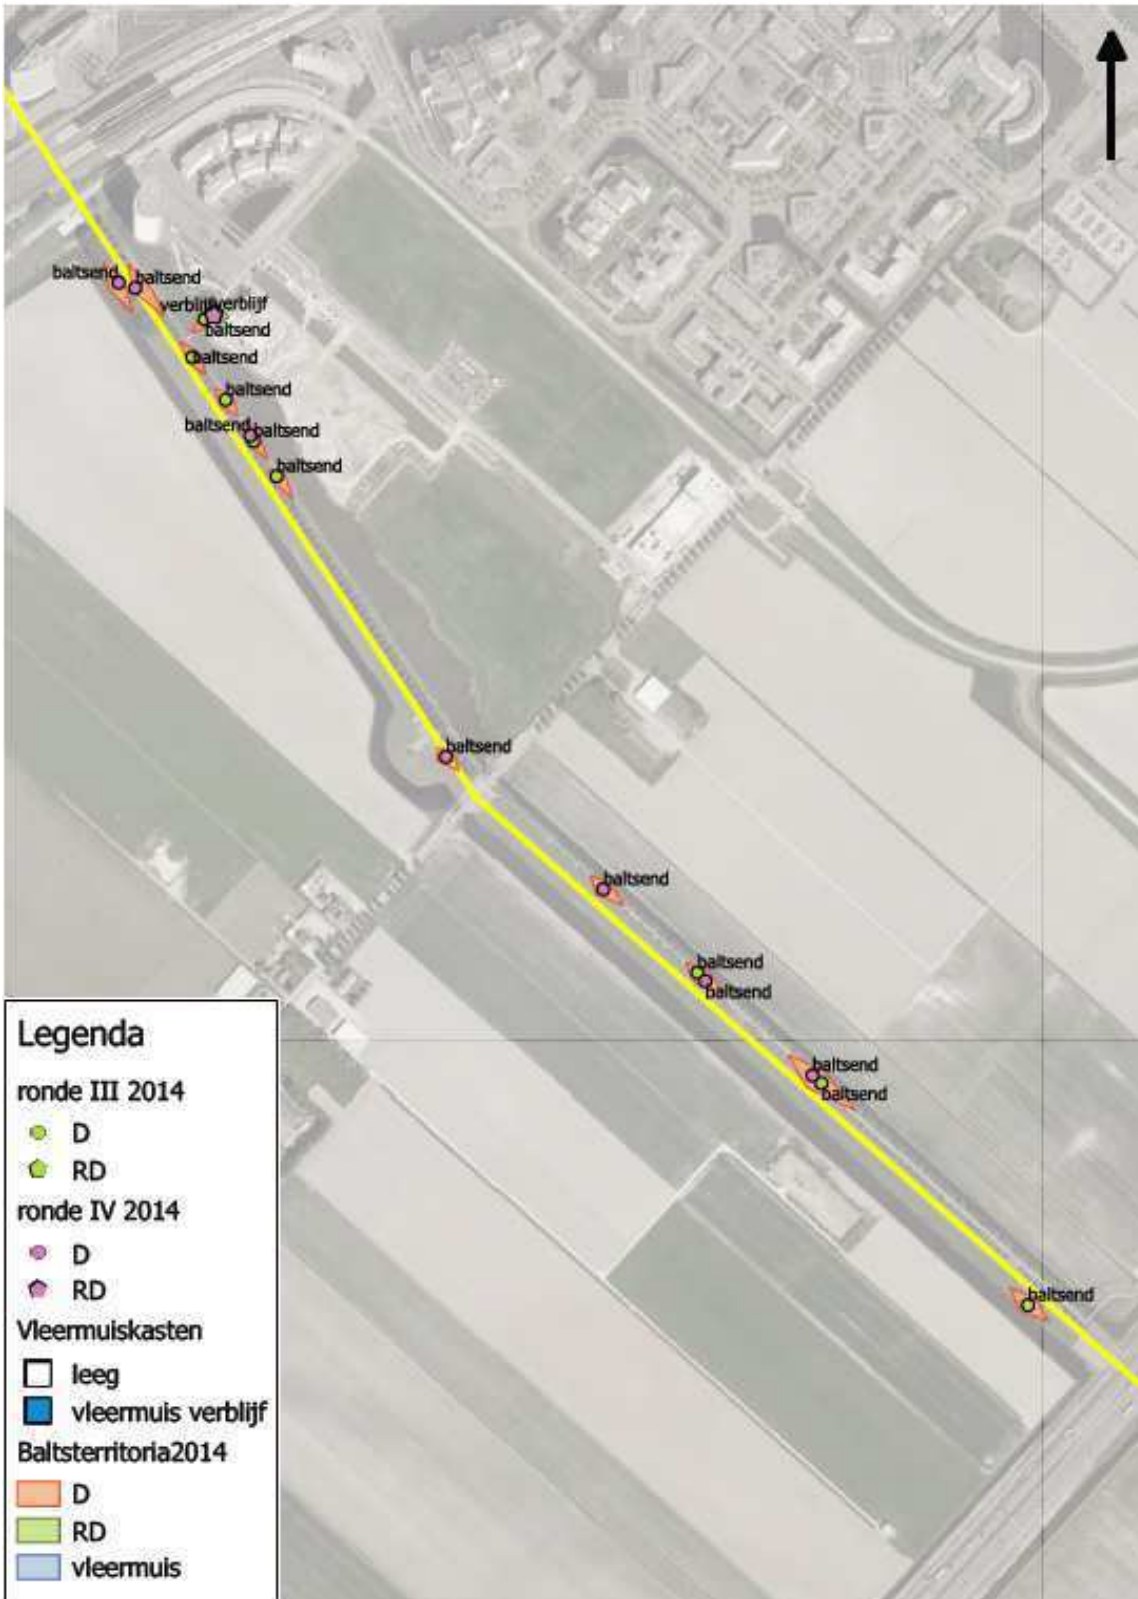 baltsend
baltsend
verblijf
verblijf
baltsend
baltsend
baltsend
baltsend
baltsend
baltsend
baltsend
baltsend
baltsend
baltsend
baltsend
baltsend
baltsend
Legenda
ronde III 2014
D
RD
ronde IV 2014
D
RD
Vleermuiskasten
leeg
vleermuis verblijf
Baltsterritoria2014
D
RD
vleermuis